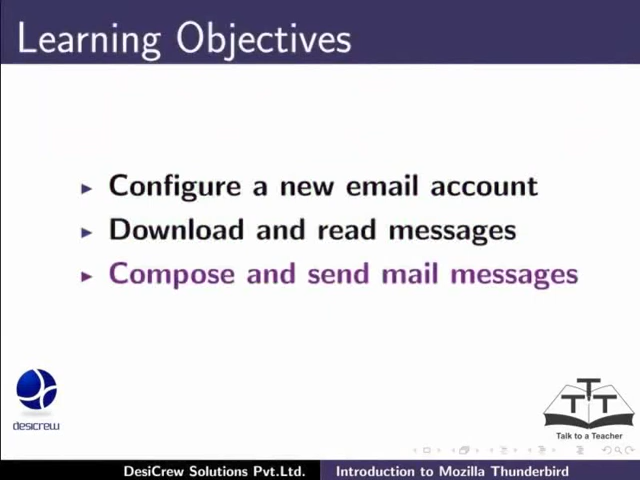 Learning Objectives
Configure a new email account
Download and read messages
Compose and send mail messages
desicrew
TTT
Talk to a Teacher
DesiCrew Solutions Pvt.Ltd. Introduction to Mozilla Thunderbird